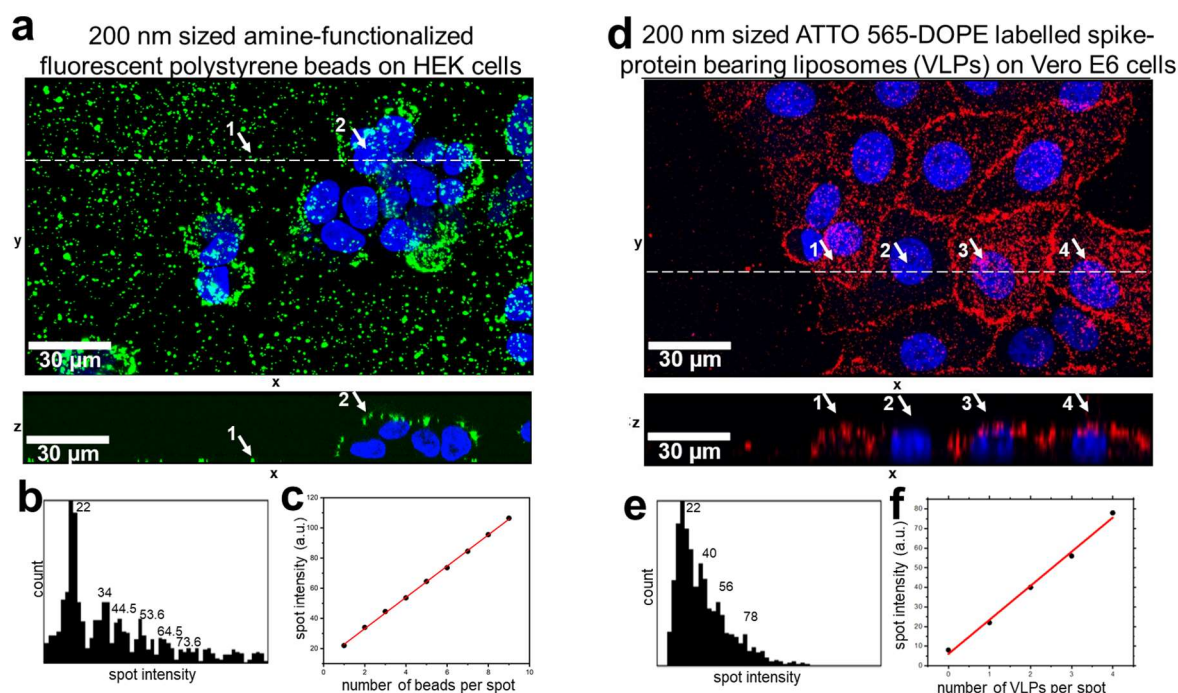 a
200 nm sized amine-functionalized
fluorescent polystyrene beads on HEK cells
1
2
y
30 µm
x
2
1
z
30 µm
x
b
22
34
44.5
53.6
64.5
73.6
count
spot intensity
c
spot intensity (a.u.)
120
100
80
60
40
20
0 2 4 6 8 10
number of beads per spot
d
200 nm sized ATTO 565-DOPE labelled spike-
protein bearing liposomes (VLPs) on Vero E6 cells
1
2
3
4
y
30 µm
x
1
2
3
4
z
30 µm
x
e
22
40
56
78
count
spot intensity
f
spot intensity (a.u.)
80
70
60
50
40
30
20
10
0
0 1 2 3 4
number of VLPs per spot